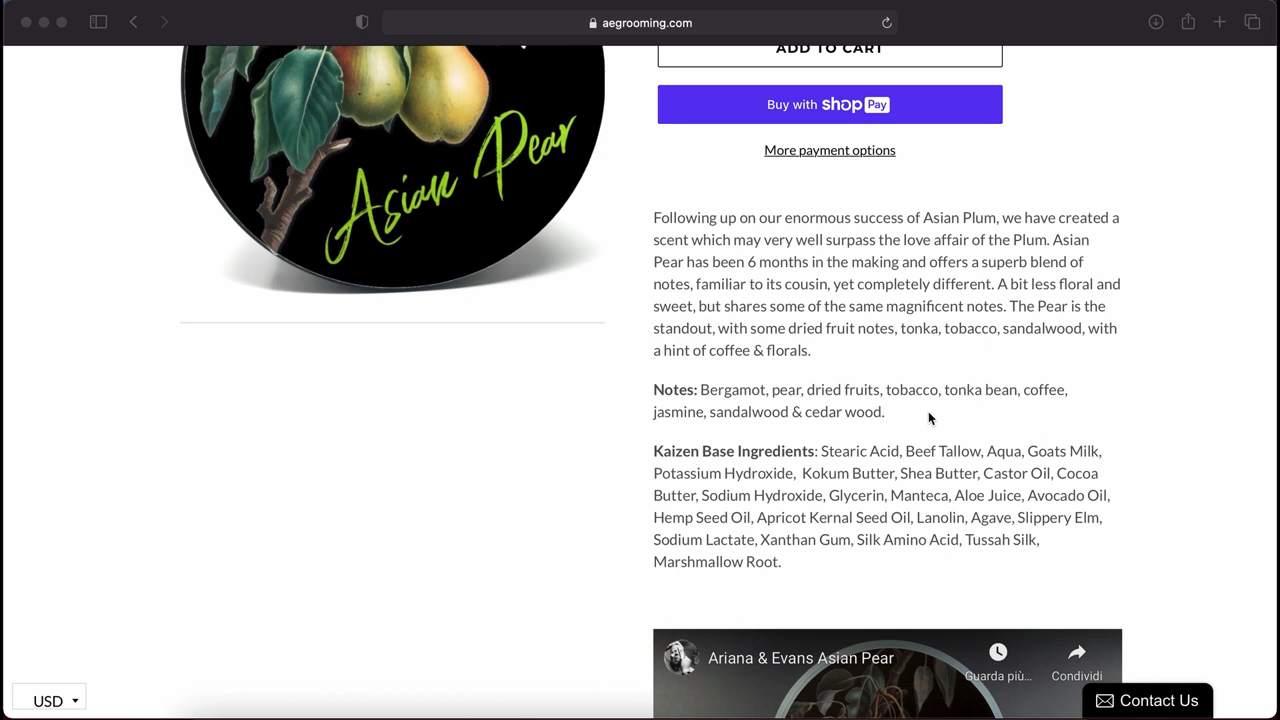 aegrooming.com
ADD TO CART
Buy with shop Pay
More payment options
Asian Pear
Following up on our enormous success of Asian Plum, we have created a
scent which may very well surpass the love affair of the Plum. Asian
Pear has been 6 months in the making and offers a superb blend of
notes, familiar to its cousin, yet completely different. A bit less floral and
sweet, but shares some of the same magnificent notes. The Pear is the
standout, with some dried fruit notes, tonka, tobacco, sandalwood, with
a hint of coffee & florals.
Notes: Bergamot, pear, dried fruits, tobacco, tonka bean, coffee,
jasmine, sandalwood & cedar wood.
Kaizen Base Ingredients: Stearic Acid, Beef Tallow, Aqua, Goats Milk,
Potassium Hydroxide, Kokum Butter, Shea Butter, Castor Oil, Cocoa
Butter, Sodium Hydroxide, Glycerin, Manteca, Aloe Juice, Avocado Oil,
Hemp Seed Oil, Apricot Kernal Seed Oil, Lanolin, Agave, Slippery Elm,
Sodium Lactate, Xanthan Gum, Silk Amino Acid, Tussah Silk,
Marshmallow Root.
Ariana & Evans Asian Pear
Guarda più...
Condividi
USD
Contact Us